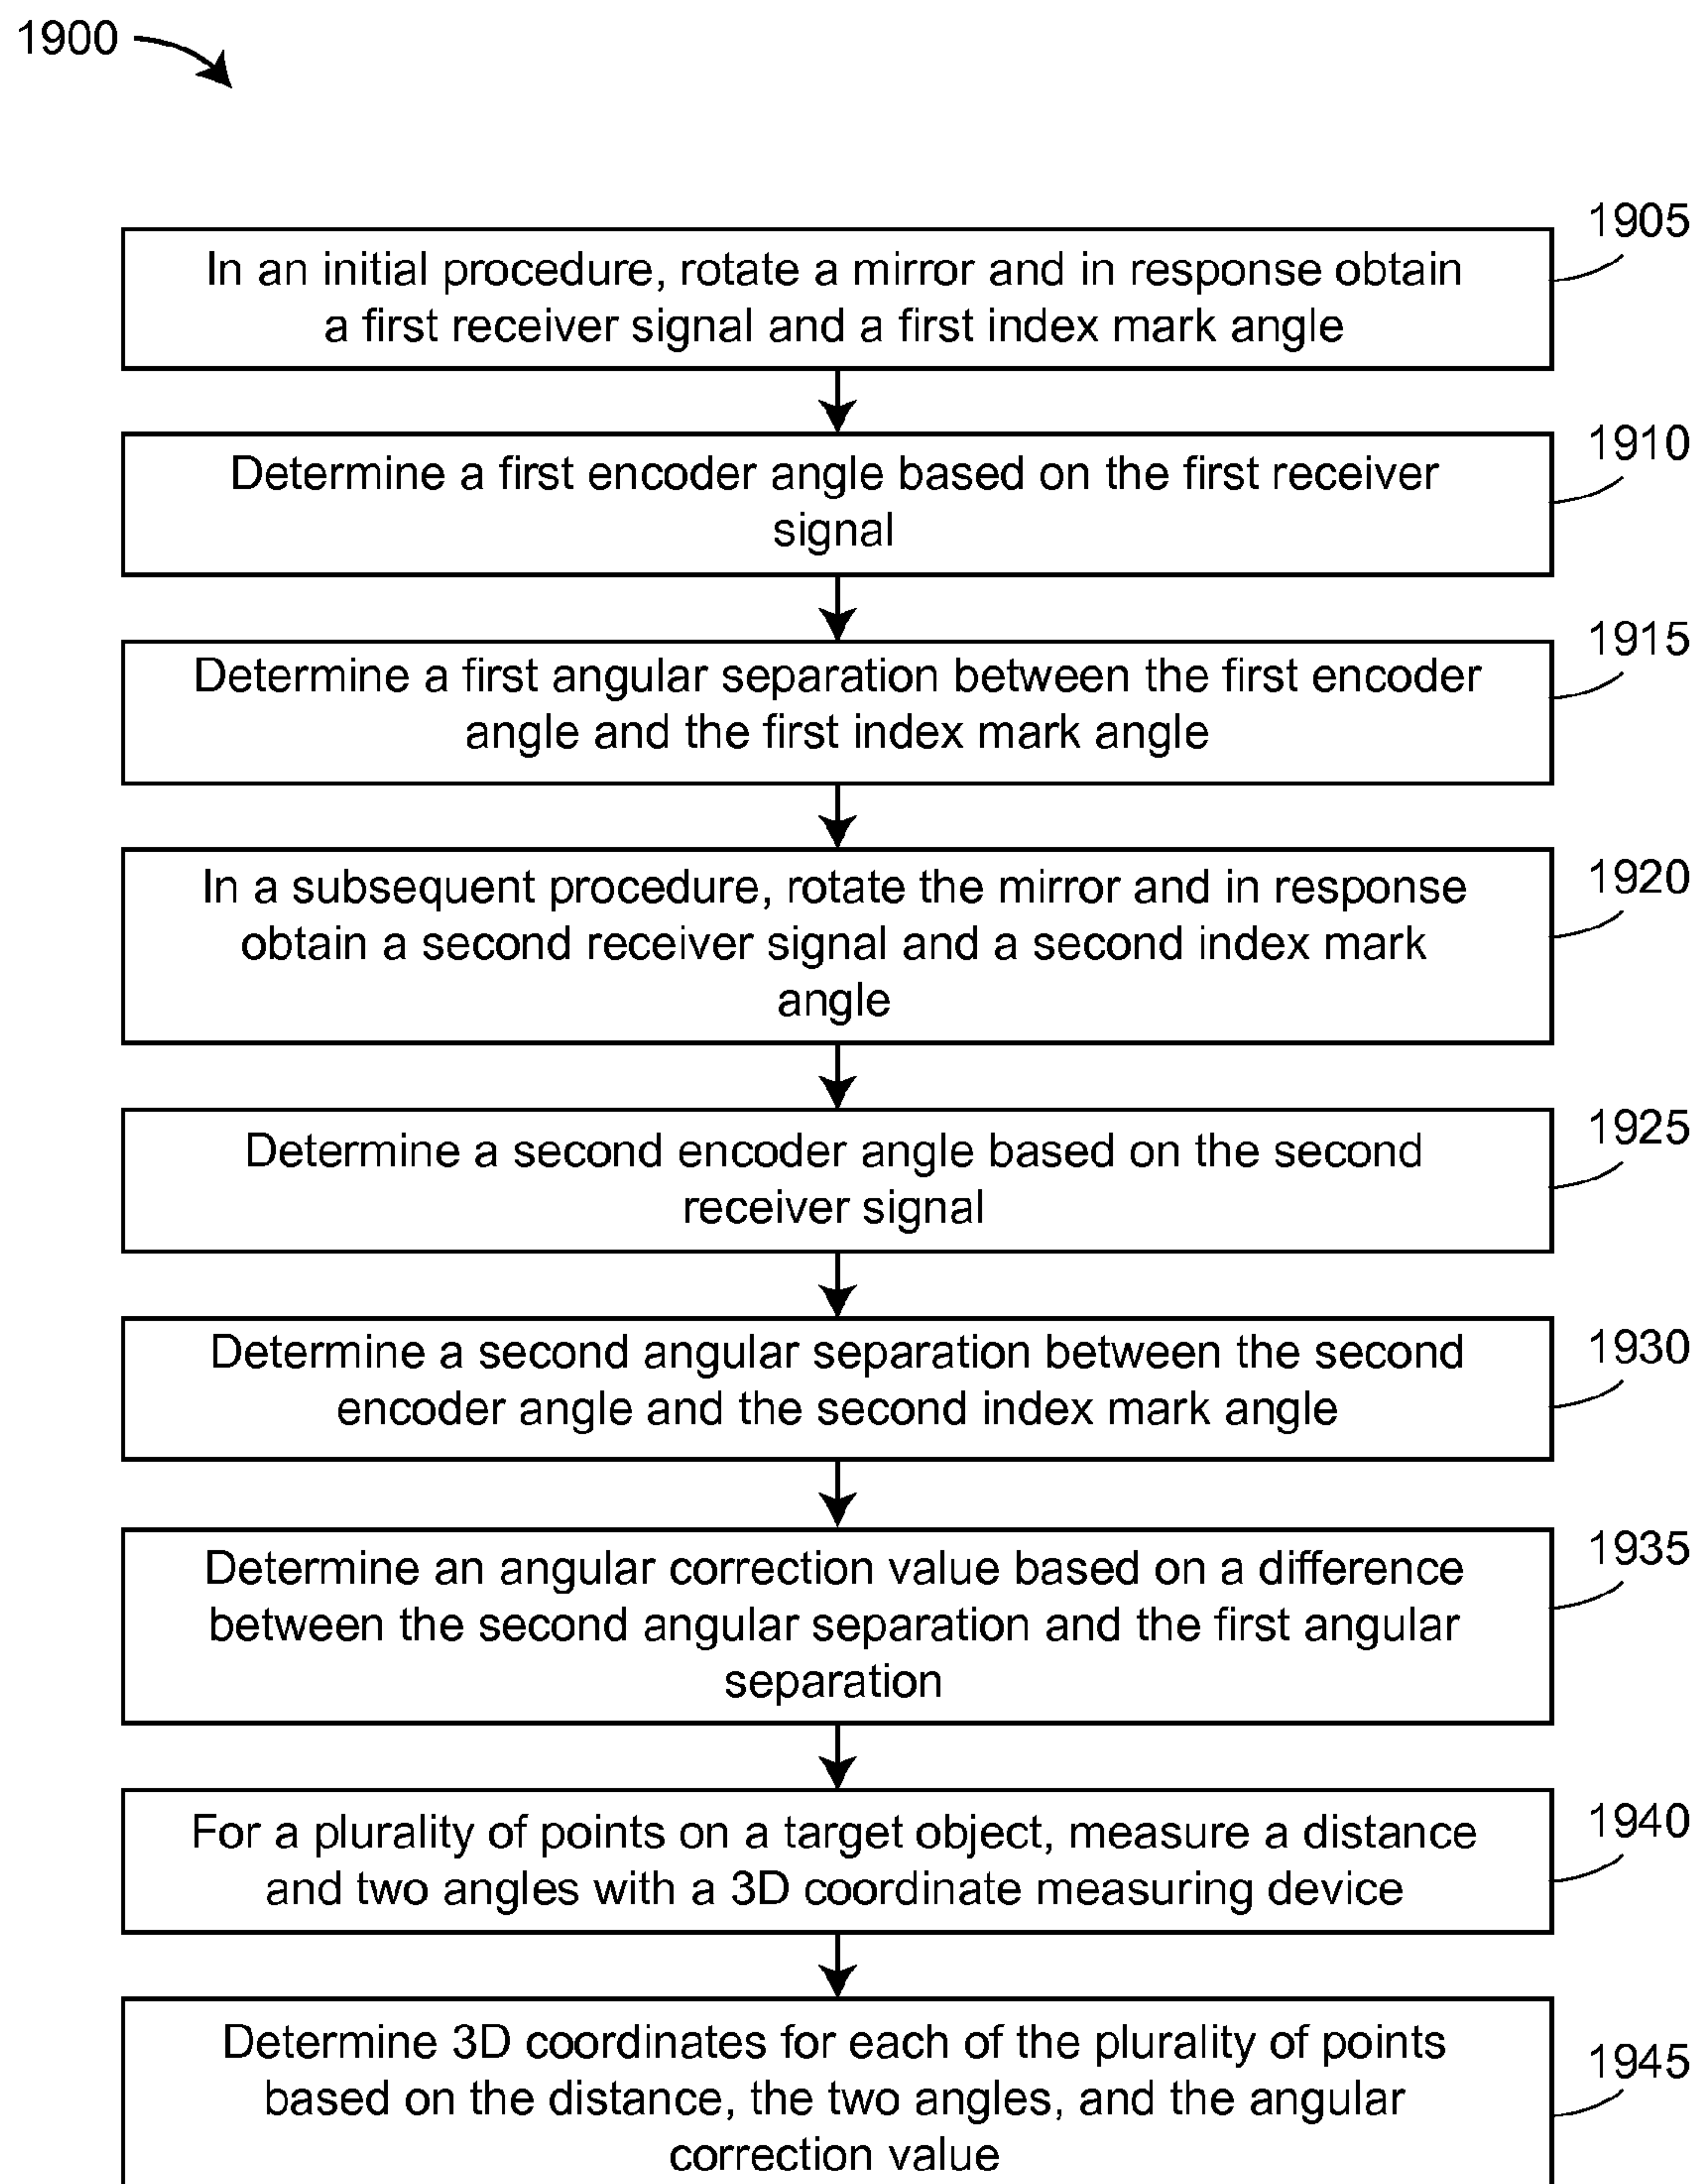 1900
1905
In an initial procedure, rotate a mirror and in response obtain
a first receiver signal and a first index mark angle
1910
Determine a first encoder angle based on the first receiver
signal
1915
Determine a first angular separation between the first encoder
angle and the first index mark angle
1920
In a subsequent procedure, rotate the mirror and in response
obtain a second receiver signal and a second index mark
angle
1925
Determine a second encoder angle based on the second
receiver signal
1930
Determine a second angular separation between the second
encoder angle and the second index mark angle
1935
Determine an angular correction value based on a difference
between the second angular separation and the first angular
separation
1940
For a plurality of points on a target object, measure a distance
and two angles with a 3D coordinate measuring device
1945
Determine 3D coordinates for each of the plurality of points
based on the distance, the two angles, and the angular
correction value